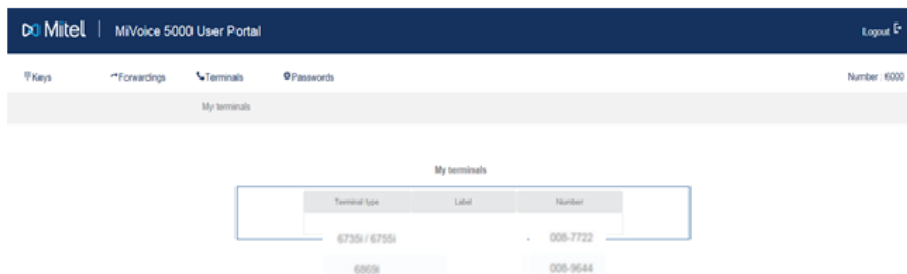 Mitel | MiVoice 5000 User Portal Logout
Keys Forwardings Terminals Passwords Number : 6000
My terminals
My terminals
Terminal type Label Number
6735i / 6755i 008-7722
6869i 008-9644